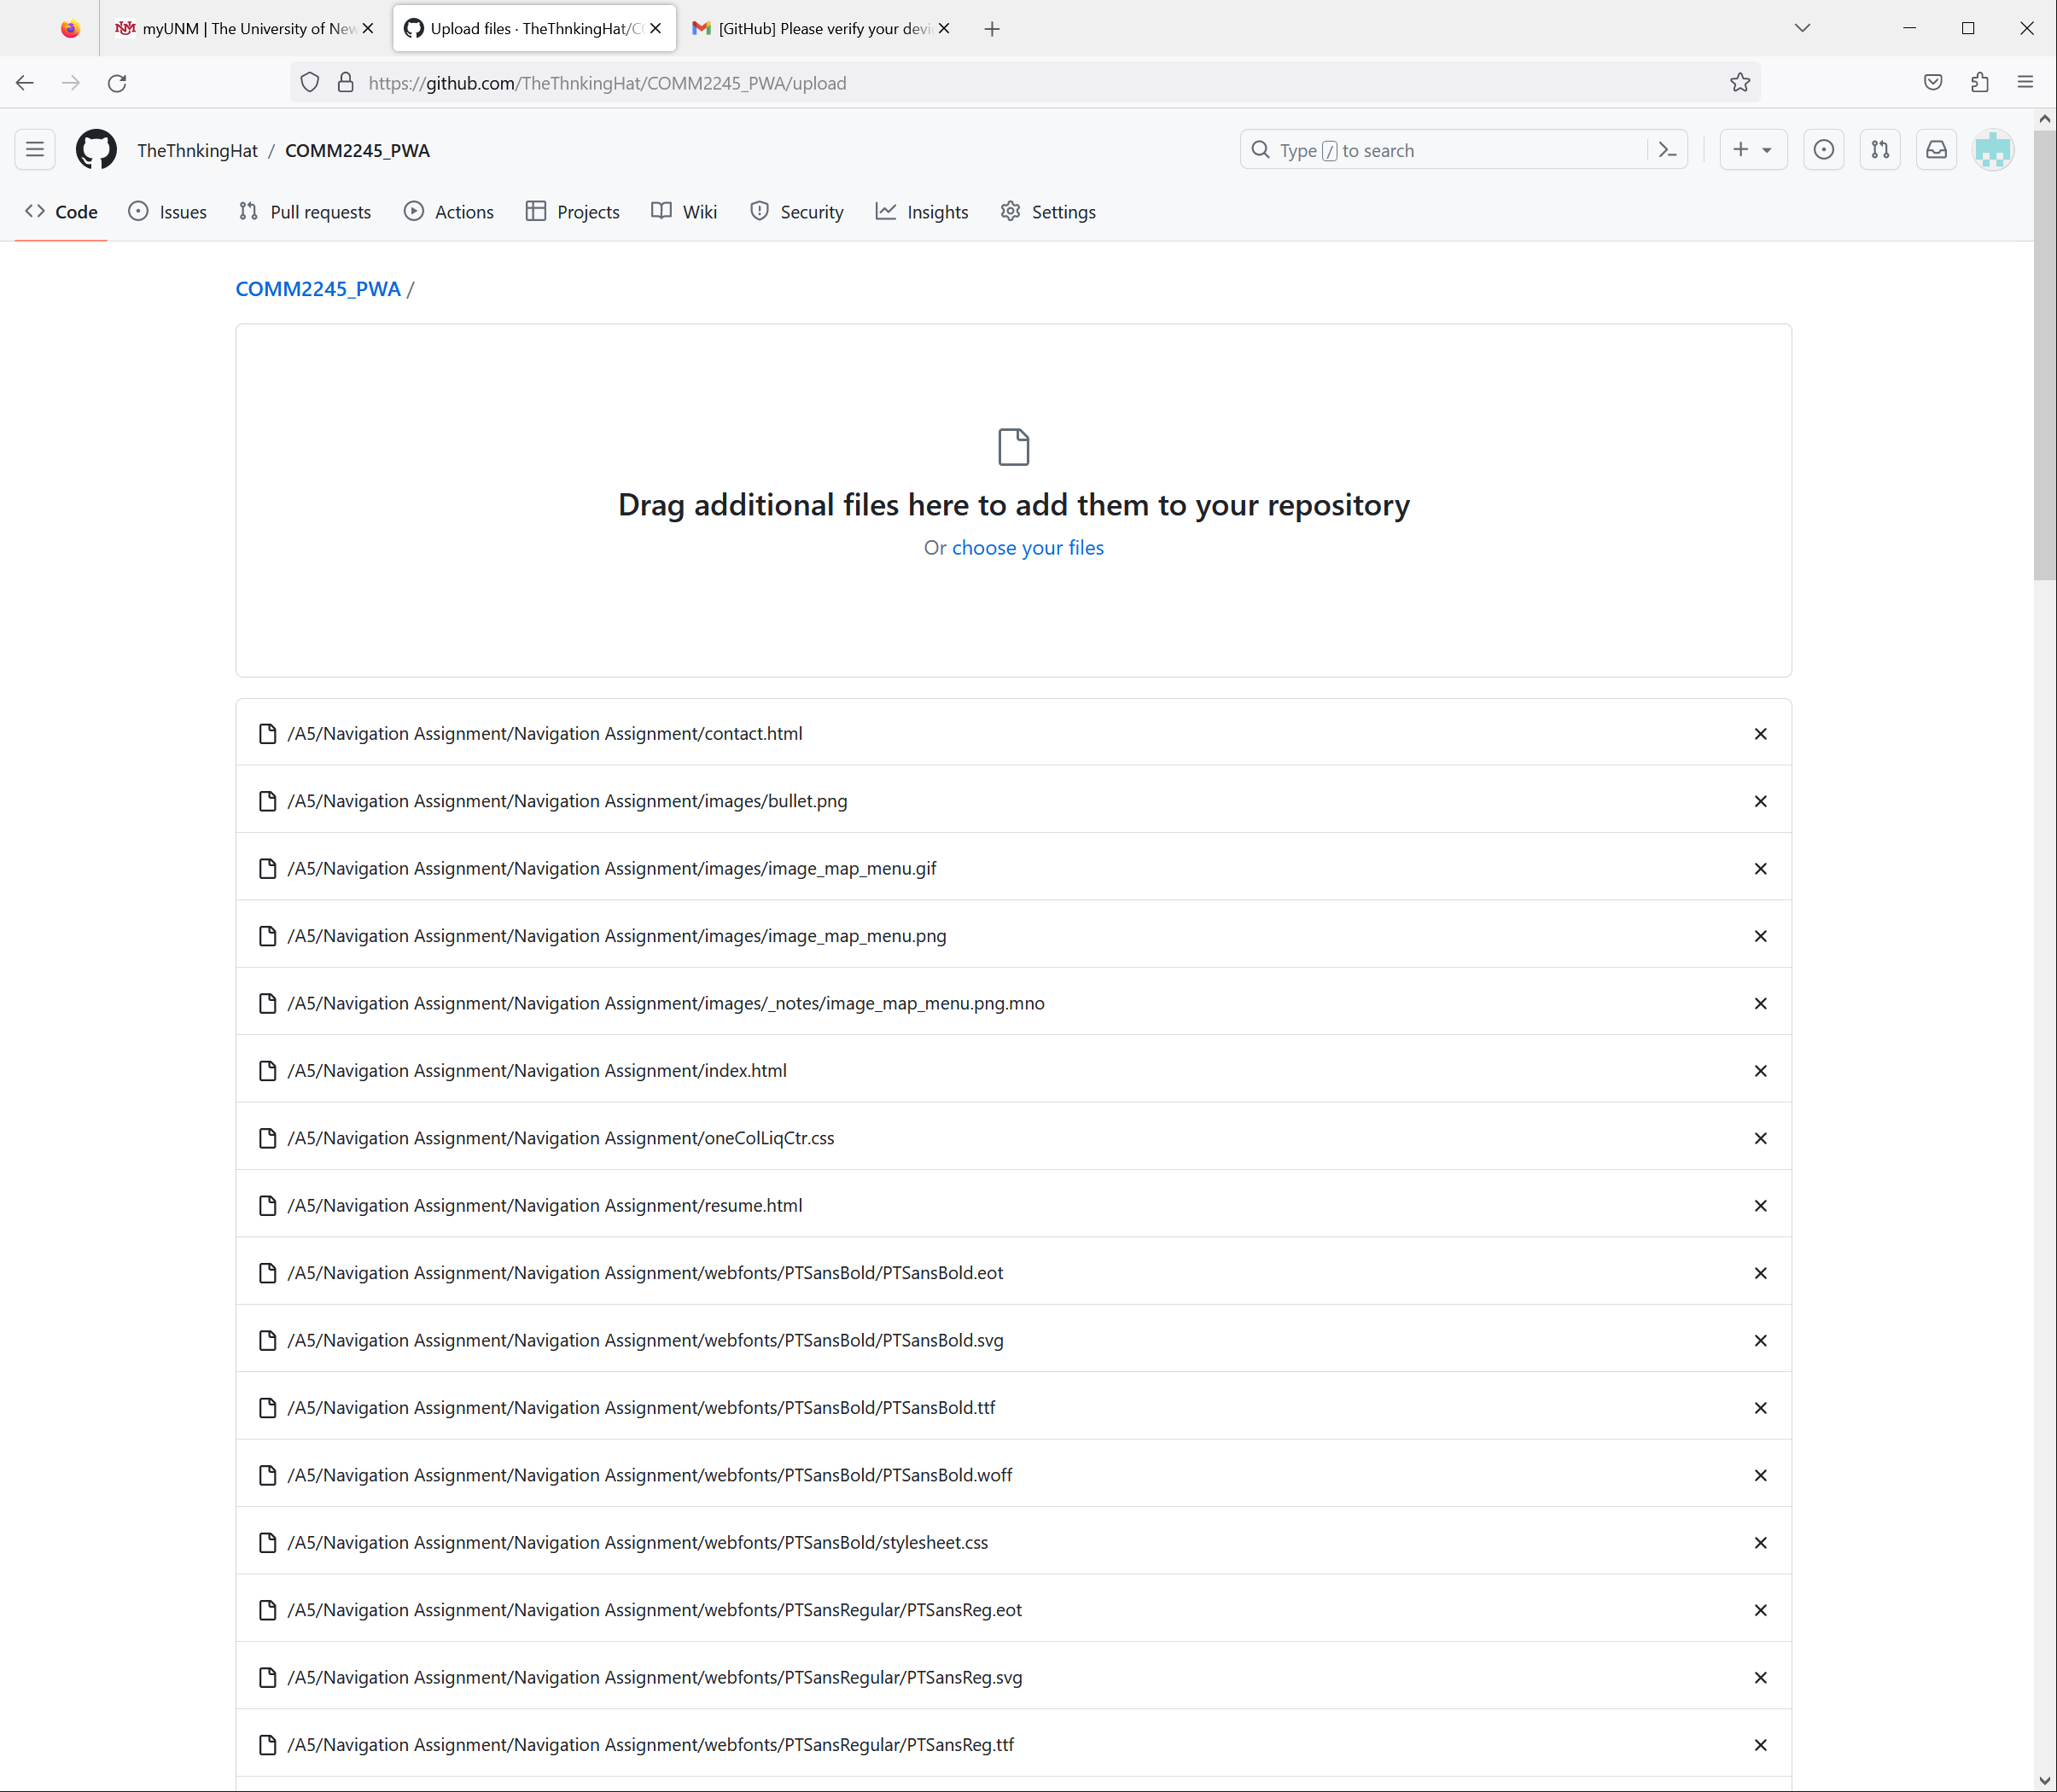 myUNM | The University of New
Upload files · TheThnkingHat/CO
[GitHub] Please verify your devi
https://github.com/TheThnkingHat/COMM2245_PWA/upload
TheThnkingHat / COMM2245_PWA
Type / to search
Code Issues Pull requests Actions Projects Wiki Security Insights Settings
COMM2245_PWA /
Drag additional files here to add them to your repository
Or choose your files
/A5/Navigation Assignment/Navigation Assignment/contact.html
/A5/Navigation Assignment/Navigation Assignment/images/bullet.png
/A5/Navigation Assignment/Navigation Assignment/images/image_map_menu.gif
/A5/Navigation Assignment/Navigation Assignment/images/image_map_menu.png
/A5/Navigation Assignment/Navigation Assignment/images/_notes/image_map_menu.png.mno
/A5/Navigation Assignment/Navigation Assignment/index.html
/A5/Navigation Assignment/Navigation Assignment/oneColLiqCtr.css
/A5/Navigation Assignment/Navigation Assignment/resume.html
/A5/Navigation Assignment/Navigation Assignment/webfonts/PTSansBold/PTSansBold.eot
/A5/Navigation Assignment/Navigation Assignment/webfonts/PTSansBold/PTSansBold.svg
/A5/Navigation Assignment/Navigation Assignment/webfonts/PTSansBold/PTSansBold.ttf
/A5/Navigation Assignment/Navigation Assignment/webfonts/PTSansBold/PTSansBold.woff
/A5/Navigation Assignment/Navigation Assignment/webfonts/PTSansBold/stylesheet.css
/A5/Navigation Assignment/Navigation Assignment/webfonts/PTSansRegular/PTSansReg.eot
/A5/Navigation Assignment/Navigation Assignment/webfonts/PTSansRegular/PTSansReg.svg
/A5/Navigation Assignment/Navigation Assignment/webfonts/PTSansRegular/PTSansReg.ttf